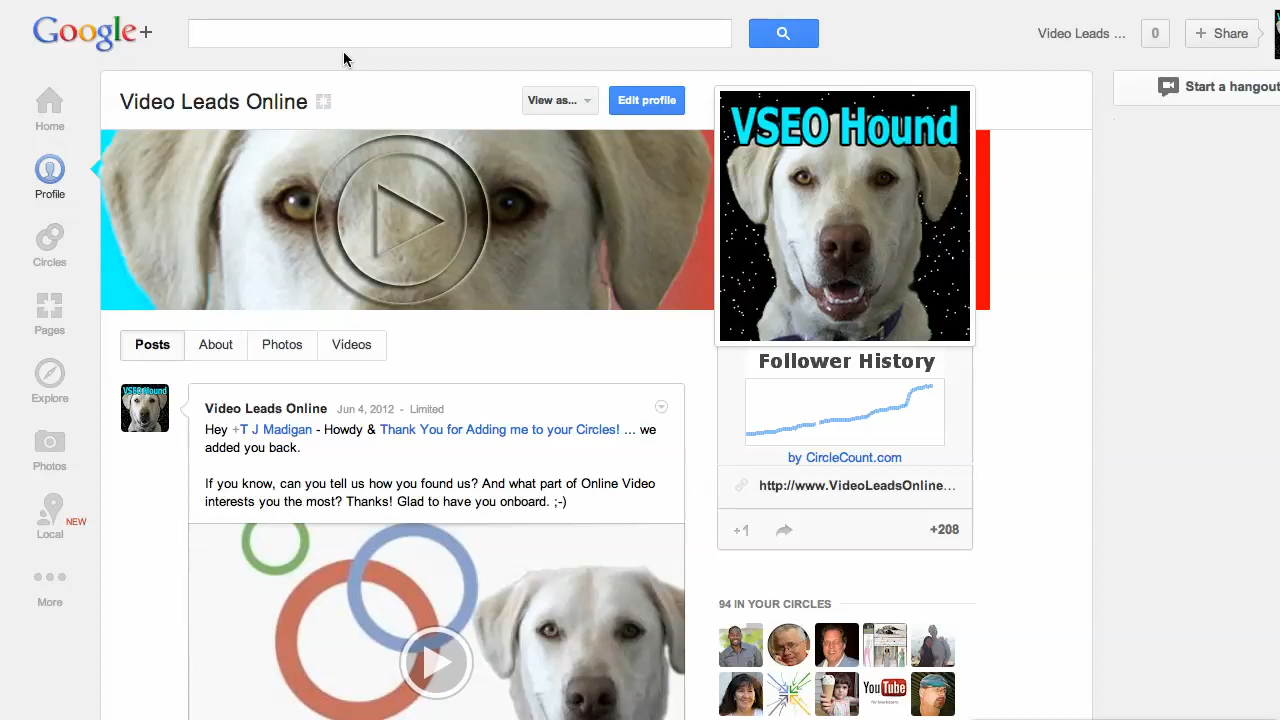 Google+
Video Leads ...
0
+ Share
Start a hangout
Home
Profile
Circles
Pages
Explore
Photos
Local
NEW
More
Video Leads Online
View as...
Edit profile
VSEO Hound
Posts
About
Photos
Videos
Follower History
by CircleCount.com
http://www.VideoLeadsOnline...
+1
+208
94 IN YOUR CIRCLES
You Tube
VSEO Hound
Video Leads Online Jun 4, 2012 - Limited
Hey +T J Madigan - Howdy & Thank You for Adding me to your Circles! ... we
added you back.
If you know, can you tell us how you found us? And what part of Online Video
interests you the most? Thanks! Glad to have you onboard. ;-)